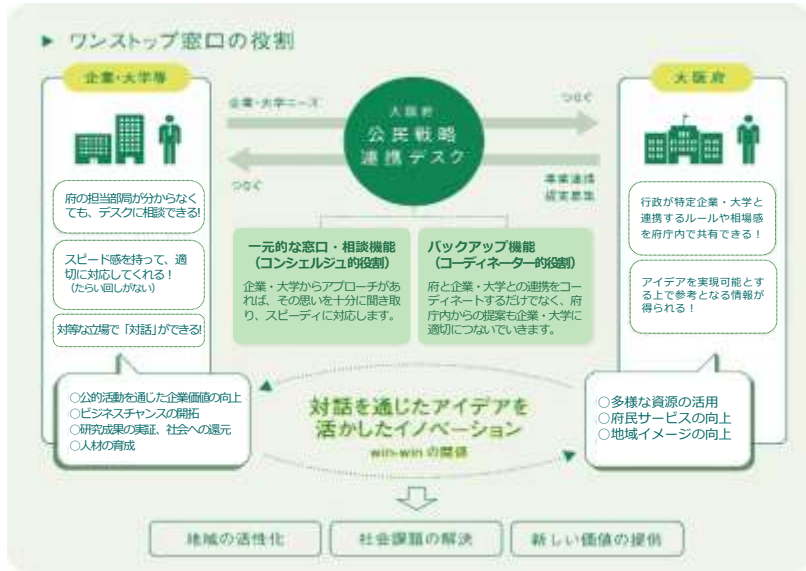 ▶ ワンストップ窓口の役割
企業・大学等
府の担当部局が分からなく
ても、デスクに相談できる!
スピード感を持って、適
切に対応してくれる！
（たらい回しがない）
対等な立場で「対話」ができる!
○公的活動を通じた企業価値の向上
○ビジネスチャンスの開拓
○研究成果の実証、社会への還元
○人材の育成
企業・大学ニーズ
つなぐ
大阪府
公民戦略
連携デスク
つなぐ
事業連携
提案募集
一元的な窓口・相談機能
（コンシェルジュ的役割）
企業・大学からアプローチがあ
れば、その思いを十分に聞き取
り、スピーディに対応します。
バックアップ機能
（コーディネーター的役割）
府と企業・大学との連携をコー
ディネートするだけでなく、府
庁内からの提案も企業・大学に
適切につないでいきます。
大阪府
行政が特定企業・大学と
連携するルールや相場感
を府庁内で共有できる！
アイデアを実現可能とす
る上で参考となる情報が
得られる！
○多様な資源の活用
○府民サービスの向上
○地域イメージの向上
対話を通じたアイデアを
活かしたイノベーション
win-win の関係
地域の活性化
社会課題の解決
新しい価値の提供